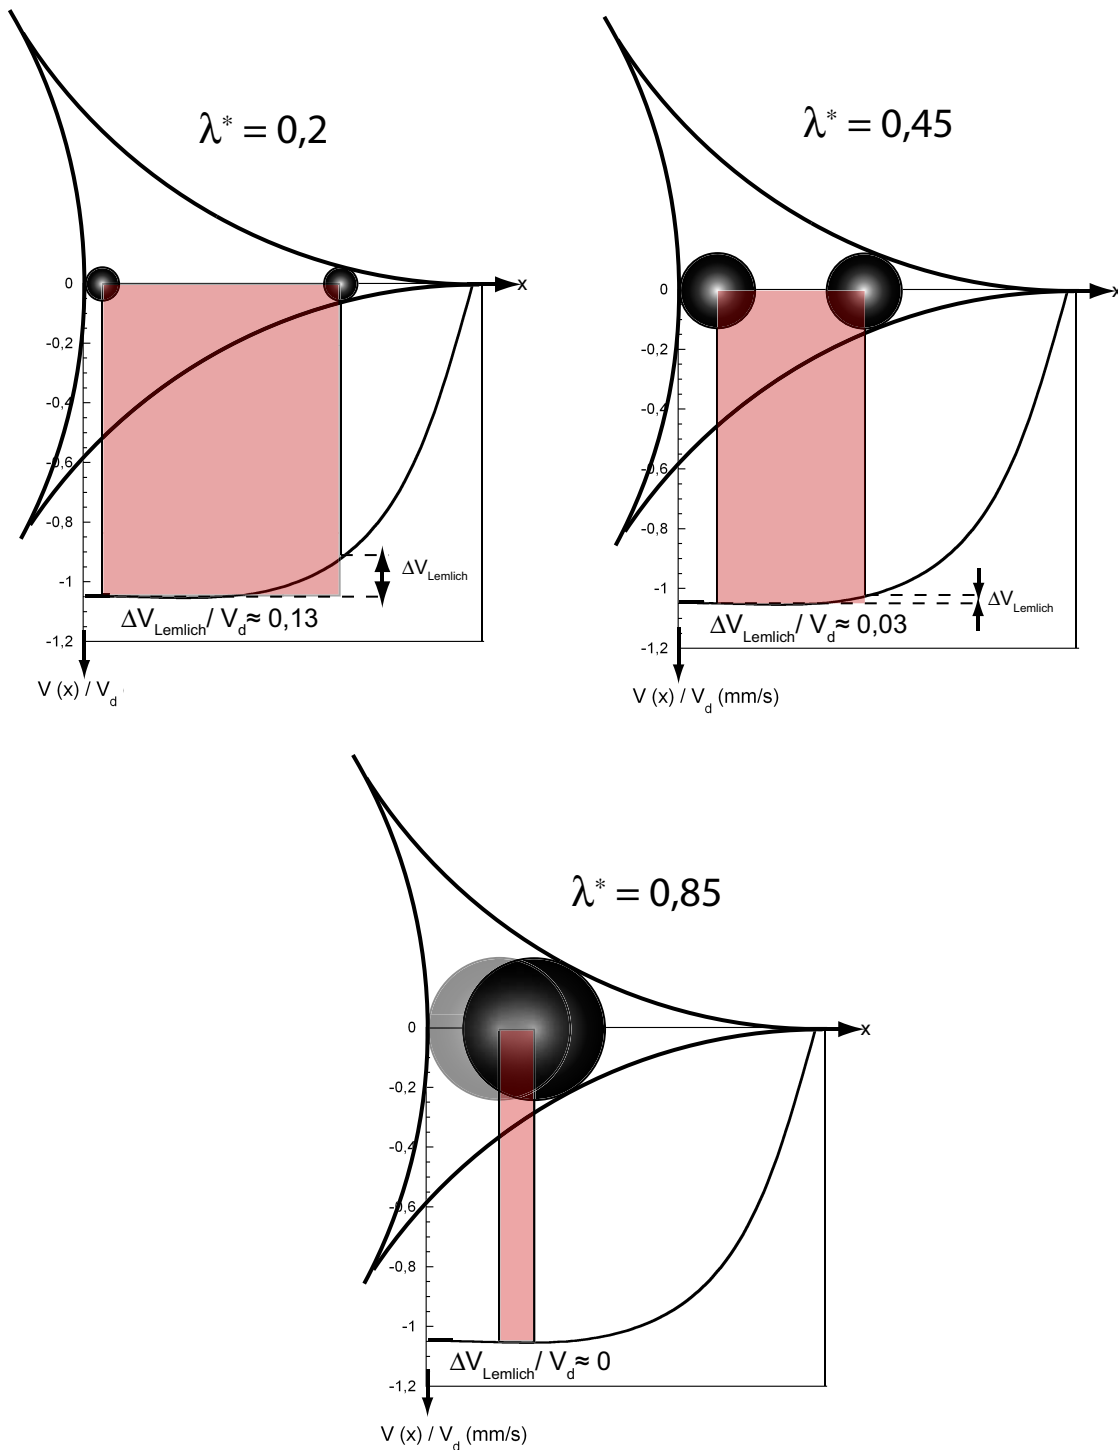 λ* = 0,2
0
x
-0,2
-0,4
-0,6
-0,8
-1
-1,2
ΔV_Lemlich
ΔV_Lemlich / V_d ≈ 0,13
V (x) / V_d
λ* = 0,45
0
x
-0,2
-0,4
-0,6
-0,8
-1
-1,2
ΔV_Lemlich
ΔV_Lemlich / V_d ≈ 0,03
V (x) / V_d (mm/s)
λ* = 0,85
0
x
-0,2
-0,4
-0,6
-0,8
-1
-1,2
ΔV_Lemlich / V_d ≈ 0
V (x) / V_d (mm/s)